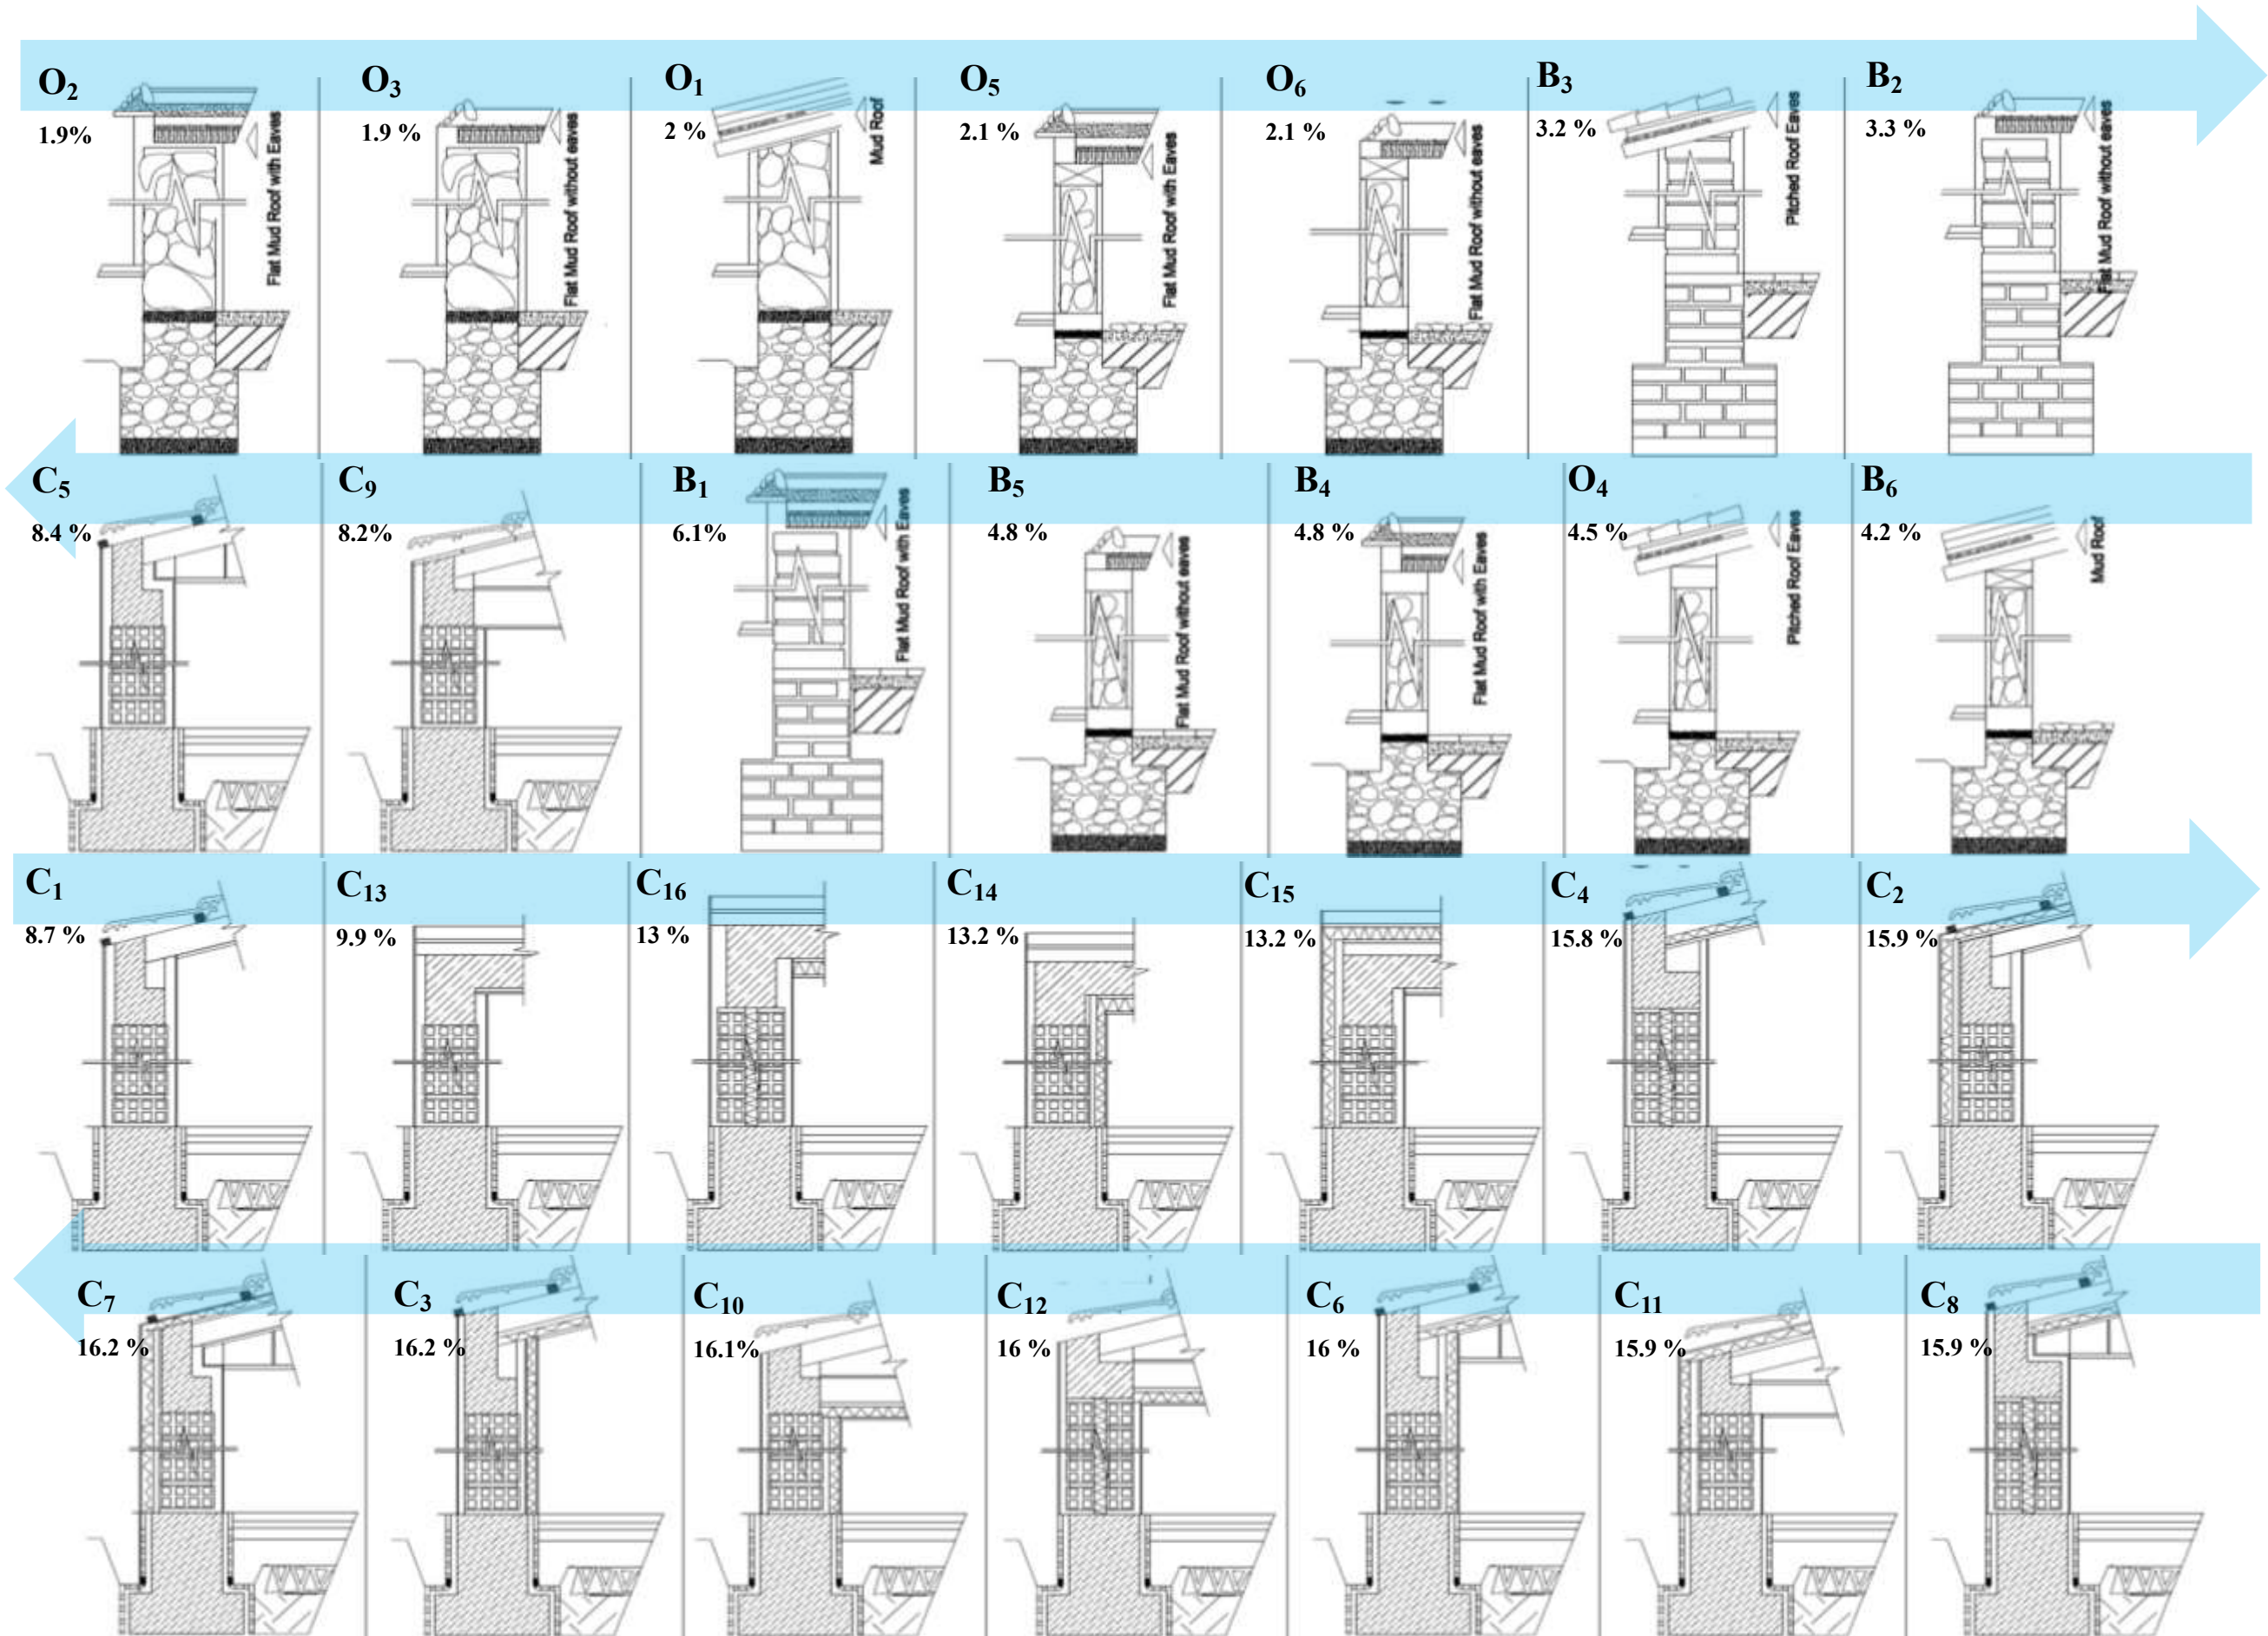 O2
1.9%
Flat Mud Roof with Eaves
O3
1.9 %
Flat Mud Roof without eaves
O1
2 %
Mud Roof
O5
2.1 %
Flat Mud Roof with Eaves
O6
2.1 %
Flat Mud Roof without eaves
B3
3.2 %
Pitched Roof Eaves
B2
3.3 %
Flat Mud Roof without eaves
C5
8.4 %
C9
8.2%
B1
6.1%
Flat Mud Roof with Eaves
B5
4.8 %
Flat Mud Roof without eaves
B4
4.8 %
Flat Mud Roof with Eaves
O4
4.5 %
Pitched Roof Eaves
B6
4.2 %
Mud Roof
C1
8.7 %
C13
9.9 %
C16
13 %
C14
13.2 %
C15
13.2 %
C4
15.8 %
C2
15.9 %
C7
16.2 %
C3
16.2 %
C10
16.1%
C12
16 %
C6
16 %
C11
15.9 %
C8
15.9 %